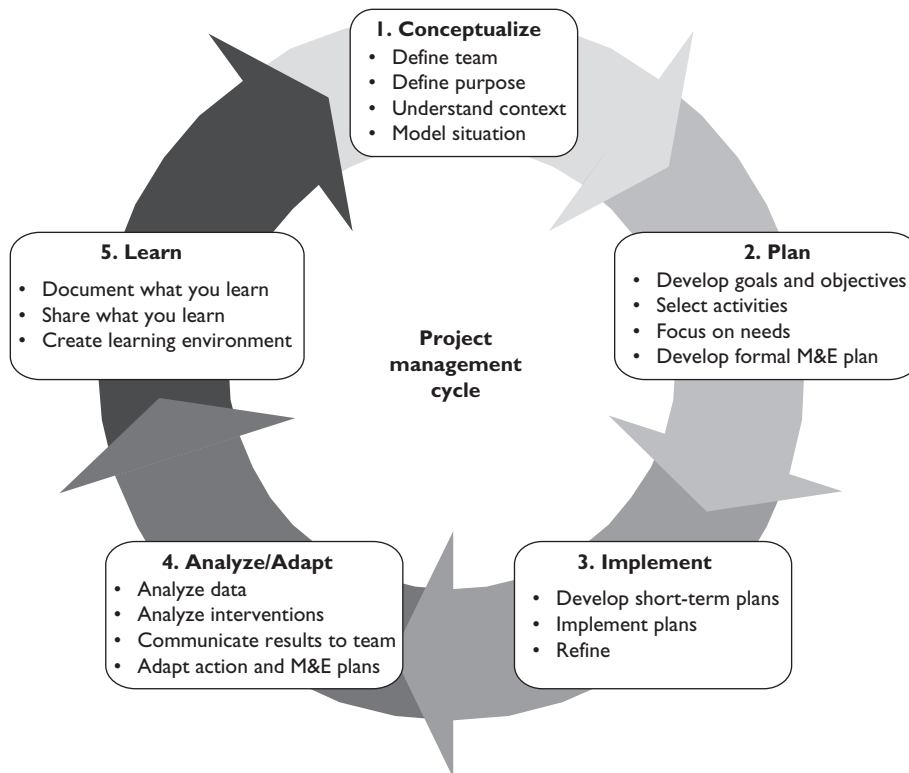 1. Conceptualize
• Define team
• Define purpose
• Understand context
• Model situation
2. Plan
• Develop goals and objectives
• Select activities
• Focus on needs
• Develop formal M&E plan
3. Implement
• Develop short-term plans
• Implement plans
• Refine
4. Analyze/Adapt
• Analyze data
• Analyze interventions
• Communicate results to team
• Adapt action and M&E plans
5. Learn
• Document what you learn
• Share what you learn
• Create learning environment
Project
management
cycle